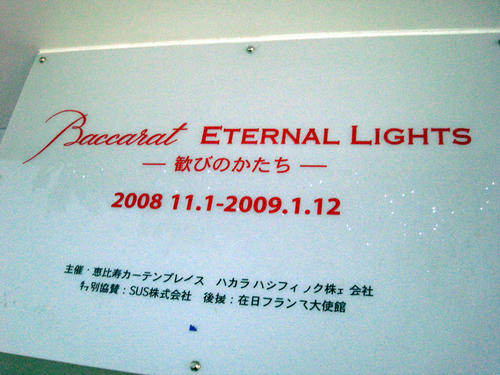 Baccarat ETERNAL LIGHTS
― 歓びのかたち ―
2008 11.1-2009.1.12
主催・恵比寿ガーデンプレイス バカラ パシフィック株式会社
特別協賛:SUS株式会社 後援:在日フランス大使館